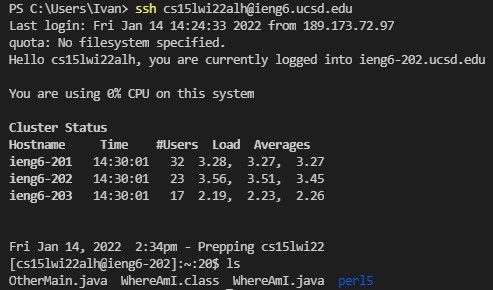 PS C:\Users\Ivan> ssh cs15lwi22alh@ieng6.ucsd.edu
Last login: Fri Jan 14 14:24:33 2022 from 189.173.72.97
quota: No filesystem specified.
Hello cs15lwi22alh, you are currently logged into ieng6-202.ucsd.edu

You are using 0% CPU on this system

Cluster Status
Hostname     Time    #Users  Load  Averages
ieng6-201   14:30:01   32  3.28,  3.27,  3.27
ieng6-202   14:30:01   23  3.56,  3.51,  3.45
ieng6-203   14:30:01   17  2.19,  2.23,  2.26

Fri Jan 14, 2022  2:34pm - Prepping cs15lwi22
[cs15lwi22alh@ieng6-202]:~:20$ ls
OtherMain.java  WhereAmI.class  WhereAmI.java  perl5